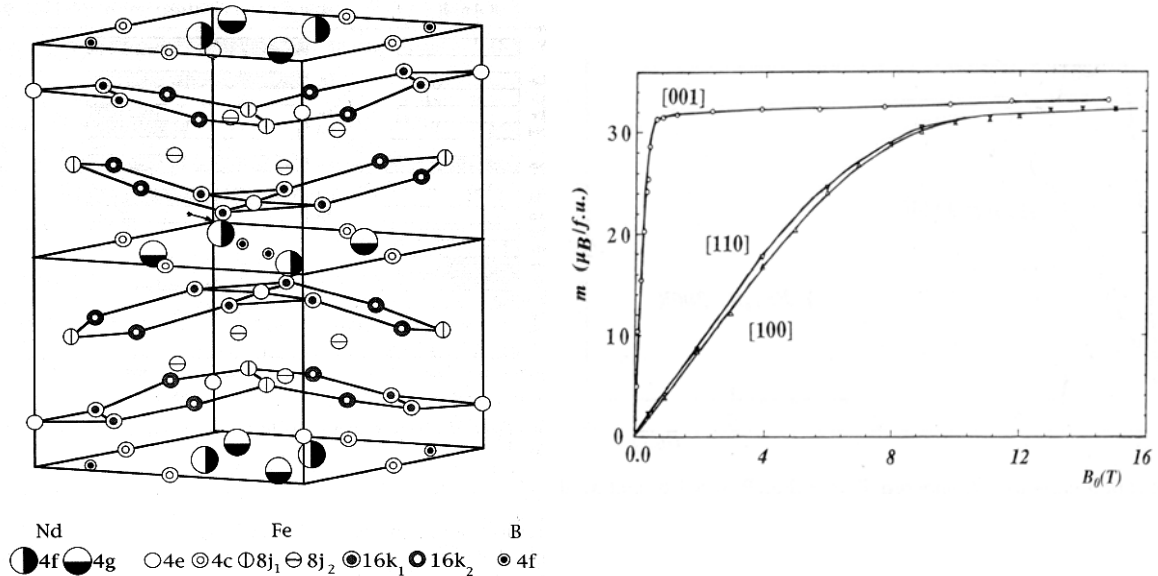 Nd Fe B
4f 4g 4e 4c 8j₁ 8j₂ 16k₁ 16k₂ 4f
m (μB/f.u.)
30
20
10
0
[001]
[110]
[100]
0.0 4 8 12 16
B₀(T)